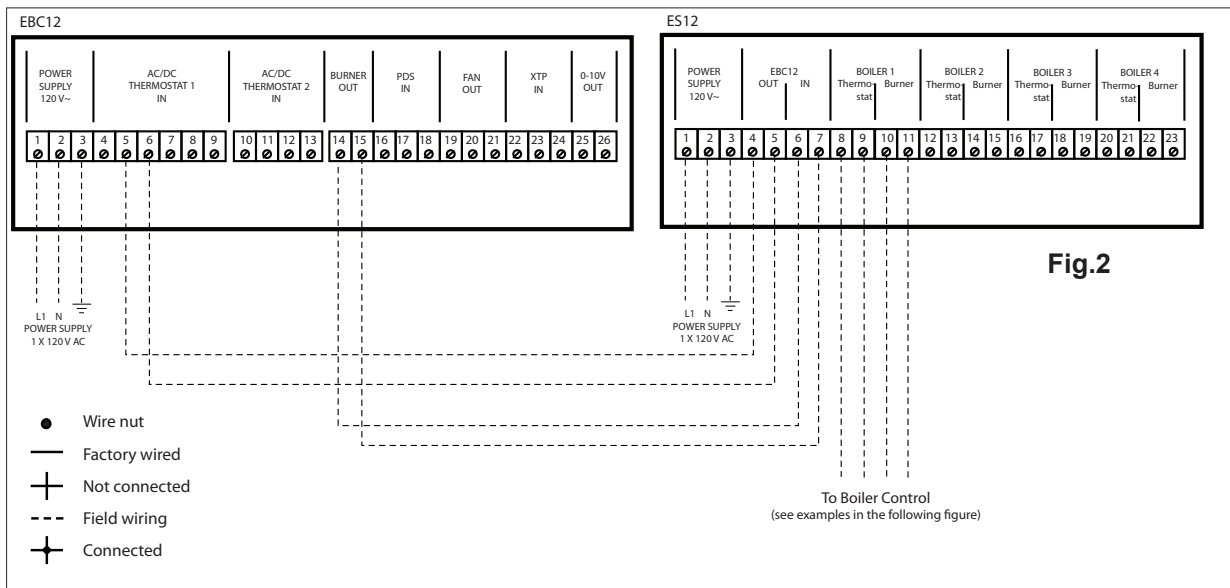 EBC12
POWER
SUPPLY
120 V~
AC/DC
THERMOSTAT 1
IN
AC/DC
THERMOSTAT 2
IN
BURNER
OUT
PDS
IN
FAN
OUT
XTP
IN
0-10V
OUT
1 2 3 4 5 6 7 8 9 10 11 12 13 14 15 16 17 18 19 20 21 22 23 24 25 26
L1 N
POWER SUPPLY
1 X 120 V AC
ES12
POWER
SUPPLY
120 V~
EBC12
OUT IN
BOILER 1
Thermo- Burner
stat
BOILER 2
Thermo- Burner
stat
BOILER 3
Thermo- Burner
stat
BOILER 4
Thermo- Burner
stat
1 2 3 4 5 6 7 8 9 10 11 12 13 14 15 16 17 18 19 20 21 22 23
Fig.2
L1 N
POWER SUPPLY
1 X 120 V AC
To Boiler Control
(see examples in the following figure)
Wire nut
Factory wired
Not connected
Field wiring
Connected